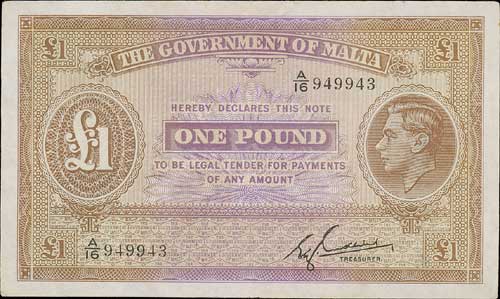 £1 £1
THE GOVERNMENT OF MALTA
A/16 949943
HEREBY DECLARES THIS NOTE
£1
ONE POUND
TO BE LEGAL TENDER FOR PAYMENTS
OF ANY AMOUNT
A/16 949943
TREASURER.
£1 £1